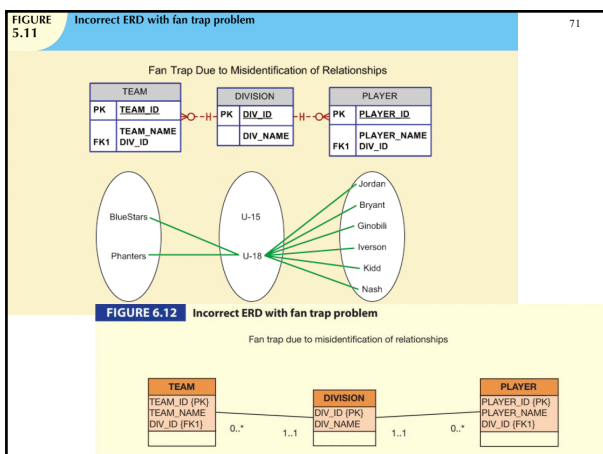 FIGURE 5.11
Incorrect ERD with fan trap problem
71
Fan Trap Due to Misidentification of Relationships
TEAM
PK TEAM_ID
TEAM_NAME
FK1 DIV_ID
DIVISION
PK DIV_ID
DIV_NAME
PLAYER
PK PLAYER_ID
PLAYER_NAME
FK1 DIV_ID
BlueStars
Phanters
U-15
U-18
Jordan
Bryant
Ginobili
Iverson
Kidd
Nash
FIGURE 6.12 Incorrect ERD with fan trap problem
Fan trap due to misidentification of relationships
TEAM
TEAM_ID {PK}
TEAM_NAME
DIV_ID {FK1}
0..*
1..1
DIVISION
DIV_ID {PK}
DIV_NAME
1..1
0..*
PLAYER
PLAYER_ID {PK}
PLAYER_NAME
DIV_ID {FK1}